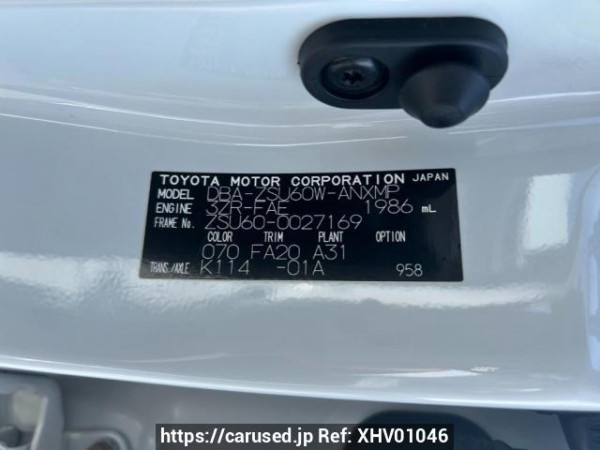 TOYOTA MOTOR CORPORATION JAPAN
MODEL DBA-ZSU60W-ANXMP
ENGINE 3ZR-FAE 1986 mL
FRAME No. ZSU60-0027169
COLOR TRIM PLANT OPTION
070 FA20 A31
TRANS./AXLE K114 -01A 958
https://carused.jp Ref: XHV01046